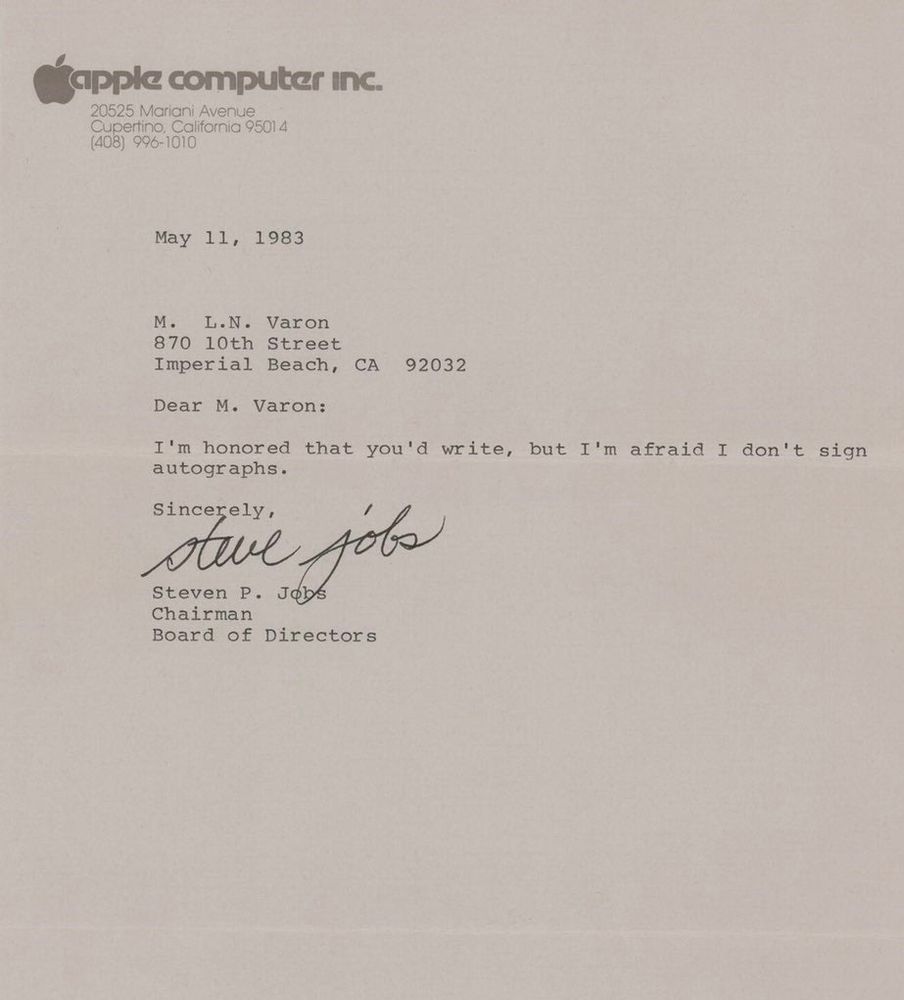 apple computer inc.
20525 Mariani Avenue
Cupertino, California 95014
(408) 996-1010
May 11, 1983
M.  L.N. Varon
870 10th Street
Imperial Beach, CA  92032
Dear M. Varon:
I'm honored that you'd write, but I'm afraid I don't sign
autographs.
Sincerely,
steve jobs
Steven P. Jobs
Chairman
Board of Directors